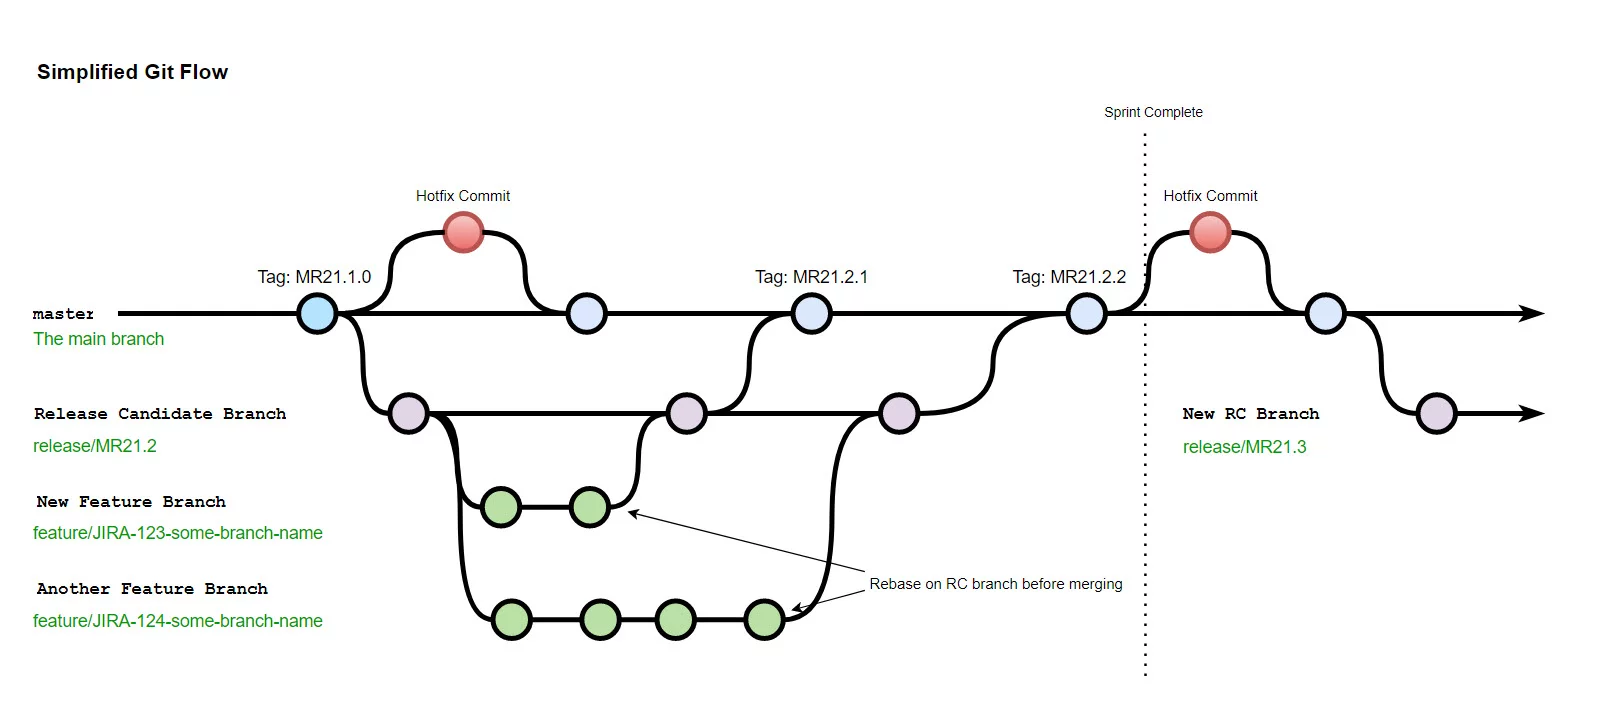 Simplified Git Flow
Sprint Complete
Hotfix Commit
Hotfix Commit
Tag: MR21.1.0
Tag: MR21.2.1
Tag: MR21.2.2
master
The main branch
Release Candidate Branch
release/MR21.2
New RC Branch
release/MR21.3
New Feature Branch
feature/JIRA-123-some-branch-name
Rebase on RC branch before merging
Another Feature Branch
feature/JIRA-124-some-branch-name